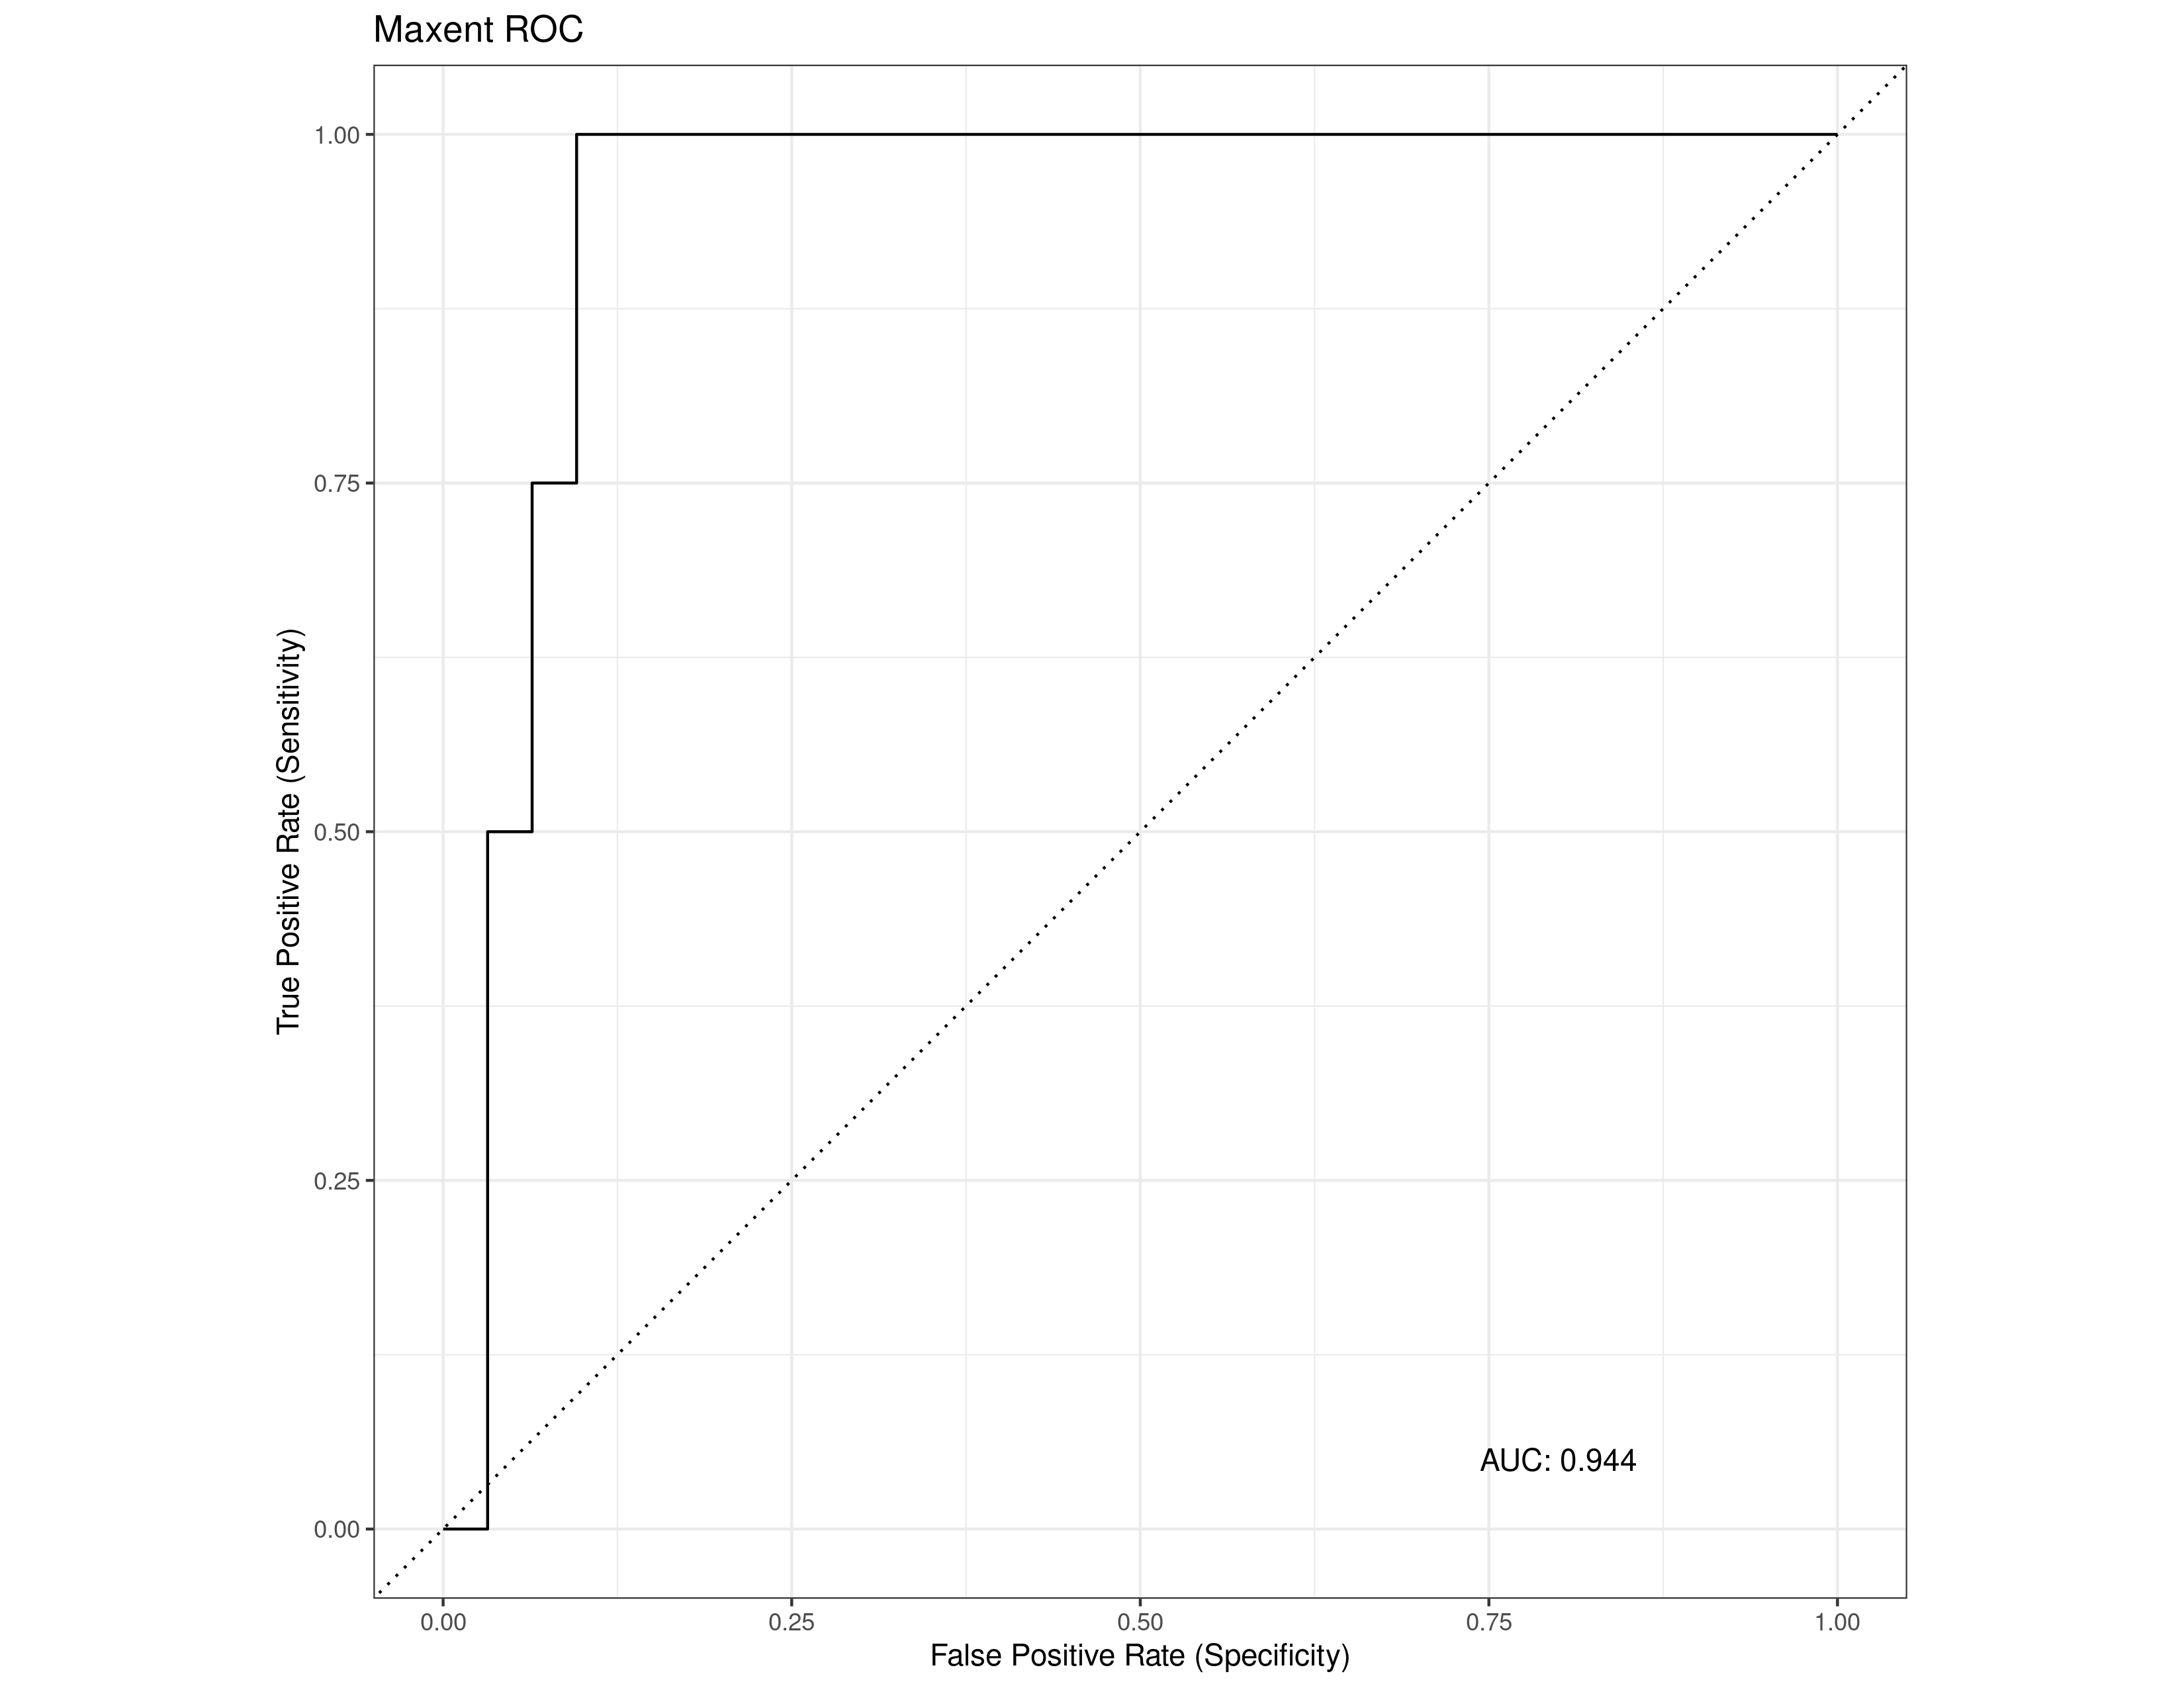 Maxent ROC
1.00
0.75
0.50
0.25
0.00
True Positive Rate (Sensitivity)
AUC: 0.944
0.00 0.25 0.50 0.75 1.00
False Positive Rate (Specificity)